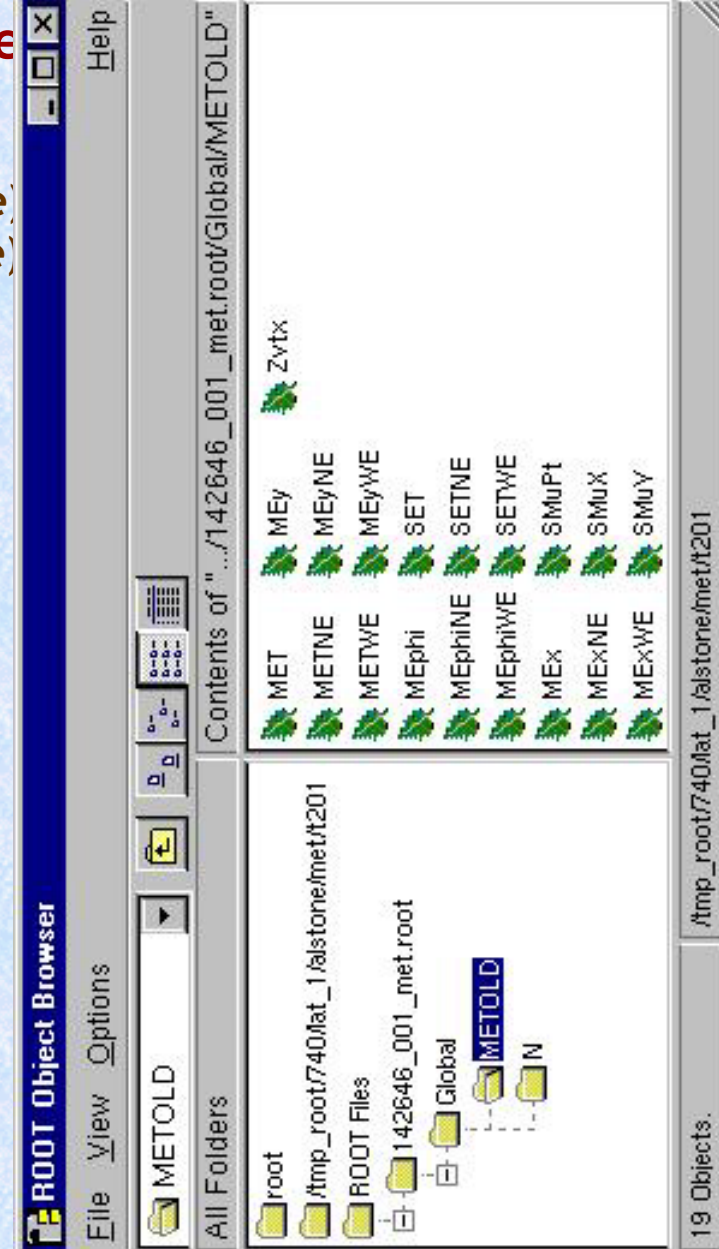 ROOT Object Browser
File View Options Help
METOLD
All Folders
Contents of ".../142646_001_met.root/Global/METOLD"
root
/tmp_root/740/lat_1/alstone/met/t201
ROOT Files
142646_001_met.root
Global
METOLD
N
MET
METNE
METWE
MEphi
MEphiNE
MEphiWE
MEx
MExNE
MExWE
MEy
MEyNE
MEyWE
SET
SETNE
SETWE
SMuPt
SMuX
SMuY
Zvtx
19 Objects.
/tmp_root/740/lat_1/alstone/met/t201